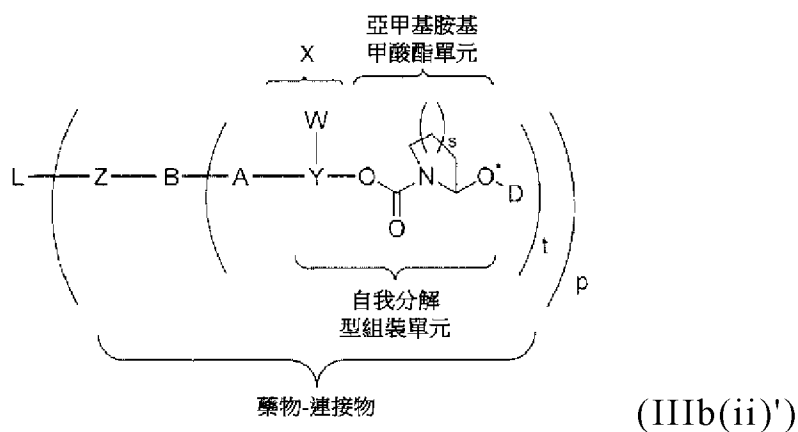 X
亞甲基胺基
甲酸酯單元
W
s
L Z B A Y O N O* D
O
t
p
自我分解
型組裝單元
藥物-連接物
(IIIb(ii)')